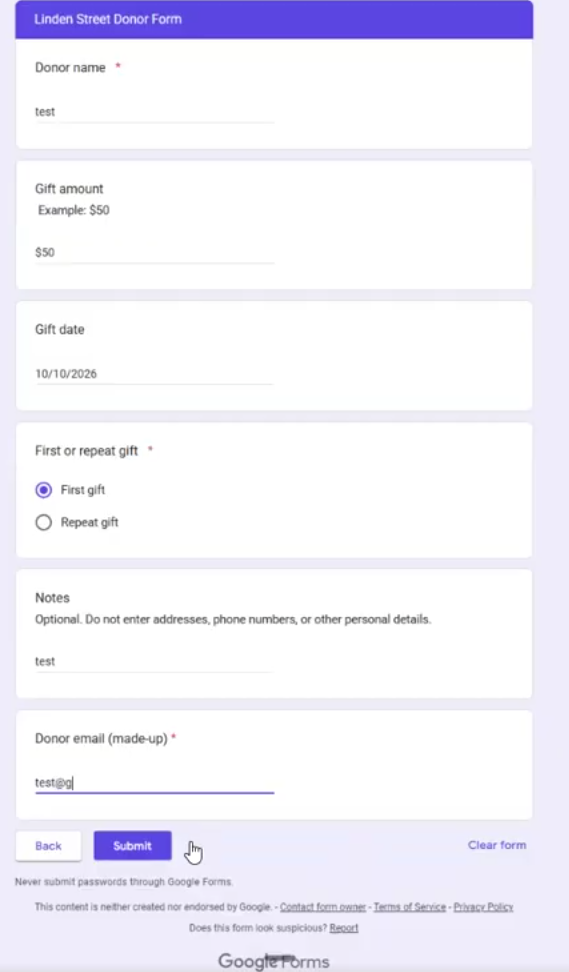 Linden Street Donor Form
Donor name *
test
Gift amount
Example: $50
$50
Gift date
10/10/2026
First or repeat gift *
First gift
Repeat gift
Notes
Optional. Do not enter addresses, phone numbers, or other personal details.
test
Donor email (made-up) *
test@g
Back Submit Clear form
Never submit passwords through Google Forms.
This content is neither created nor endorsed by Google. - Contact form owner - Terms of Service - Privacy Policy
Does this form look suspicious? Report
Google Forms